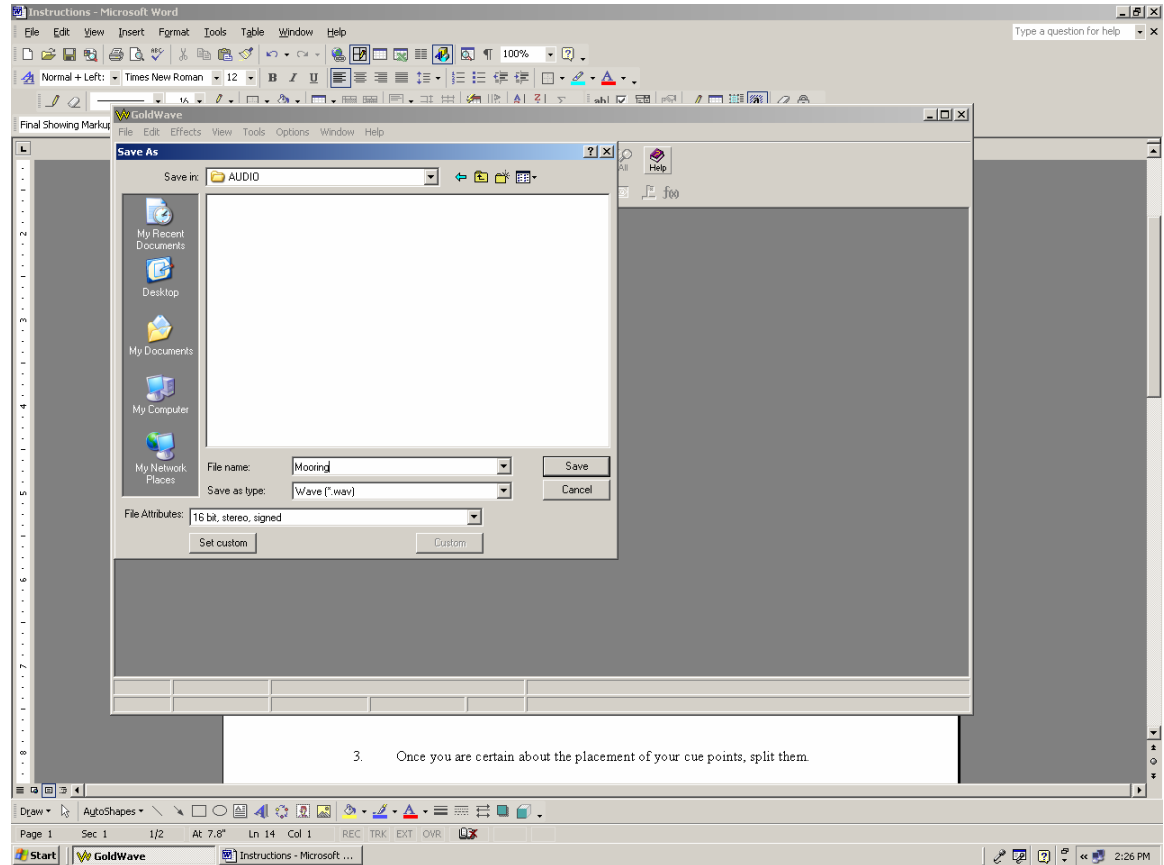 Instructions - Microsoft Word
File Edit View Insert Format Tools Table Window Help
Type a question for help
100%
Normal + Left: Times New Roman 12 B I U
Final Showing Markup
GoldWave
File Edit Effects View Tools Options Window Help
Save As
All Help
Save in: AUDIO
foo
My Recent Documents
Desktop
My Documents
My Computer
My Network Places
File name: Mooring Save
Save as type: Wave (*.wav) Cancel
File Attributes: 16 bit, stereo, signed
Set custom Custom
3. Once you are certain about the placement of your cue points, split them.
Draw AutoShapes
Page 1 Sec 1 1/2 At 7.8" Ln 14 Col 1 REC TRK EXT OVR
Start GoldWave Instructions - Microsoft ... 2:26 PM